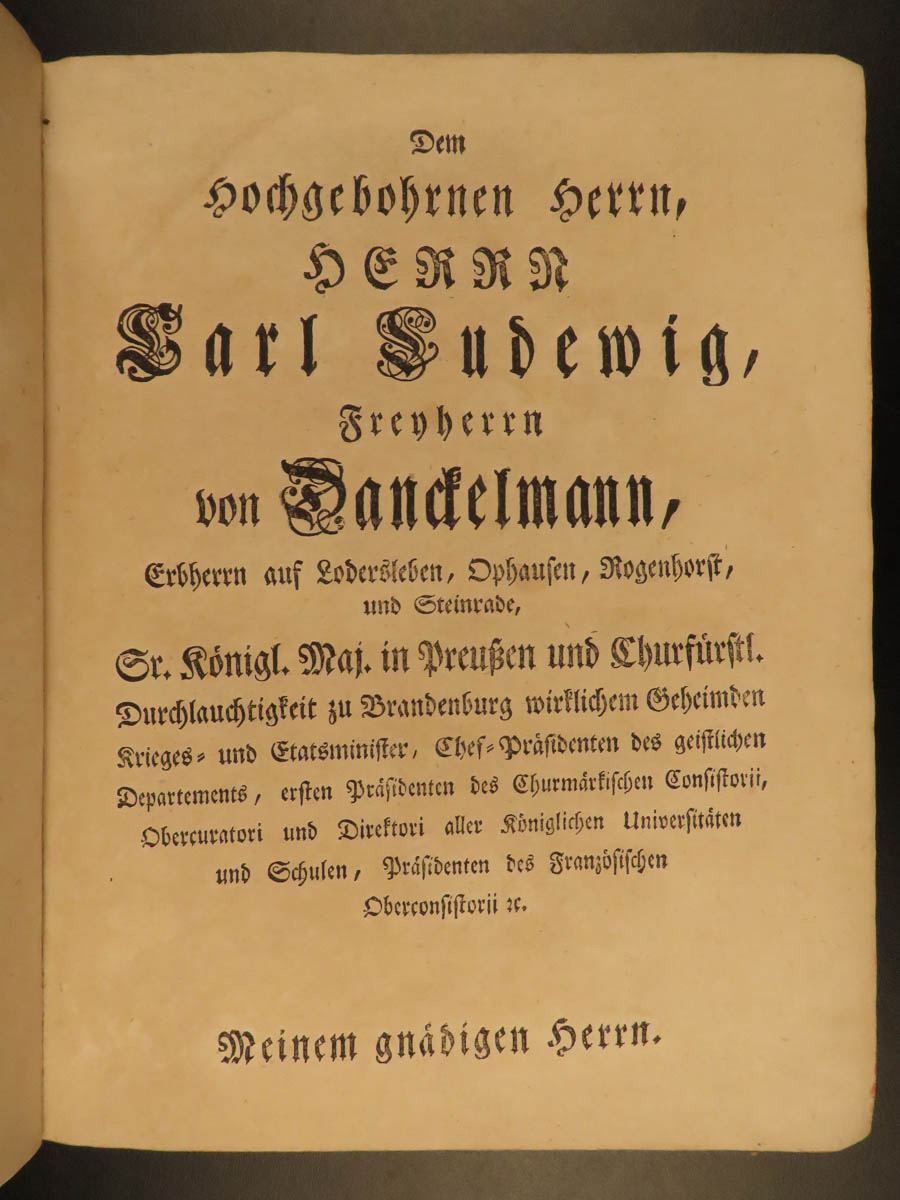 Dem
Hochgebohrnen Herrn,
HERRN
Carl Ludewig,
Freyherrn
von Danckelmann,
Erbherrn auf Lodersleben, Ophausen, Rogenhorst,
und Steinrade,
Sr. Königl. Maj. in Preußen und Churfürstl.
Durchlauchtigkeit zu Brandenburg wirklichem Geheimden
Krieges- und Etatsminister, Chef-Präsidenten des geistlichen
Departements, ersten Präsidenten des Churmärkischen Consistorii,
Obercuratori und Direktori aller Königlichen Universitäten
und Schulen, Präsidenten des Französischen
Oberconsistorii ꝛc.
Meinem gnädigen Herrn.